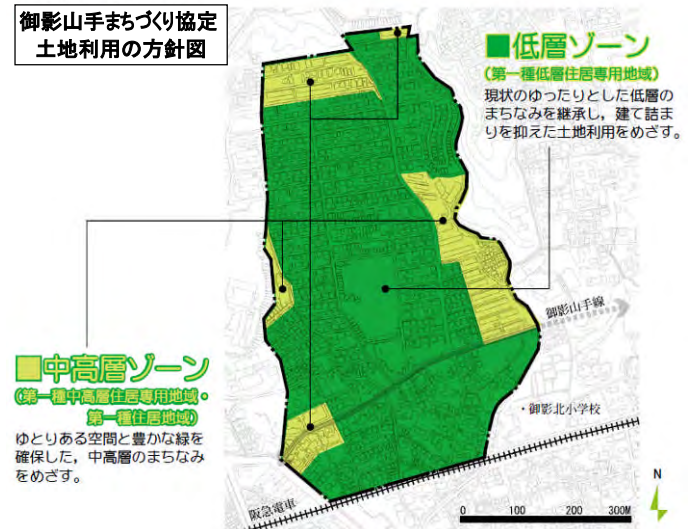 御影山手まちづくり協定
土地利用の方針図
■低層ゾーン
(第一種低層住居専用地域)
現状のゆったりとした低層の
まちなみを継承し，建て詰ま
りを抑えた土地利用をめざす。
御影山手線
■中高層ゾーン
(第一種中高層住居専用地域・
第一種住居地域)
ゆとりある空間と豊かな緑を
確保した，中高層のまちなみ
をめざす。
・御影北小学校
阪急電車
N
0 100 200 300M